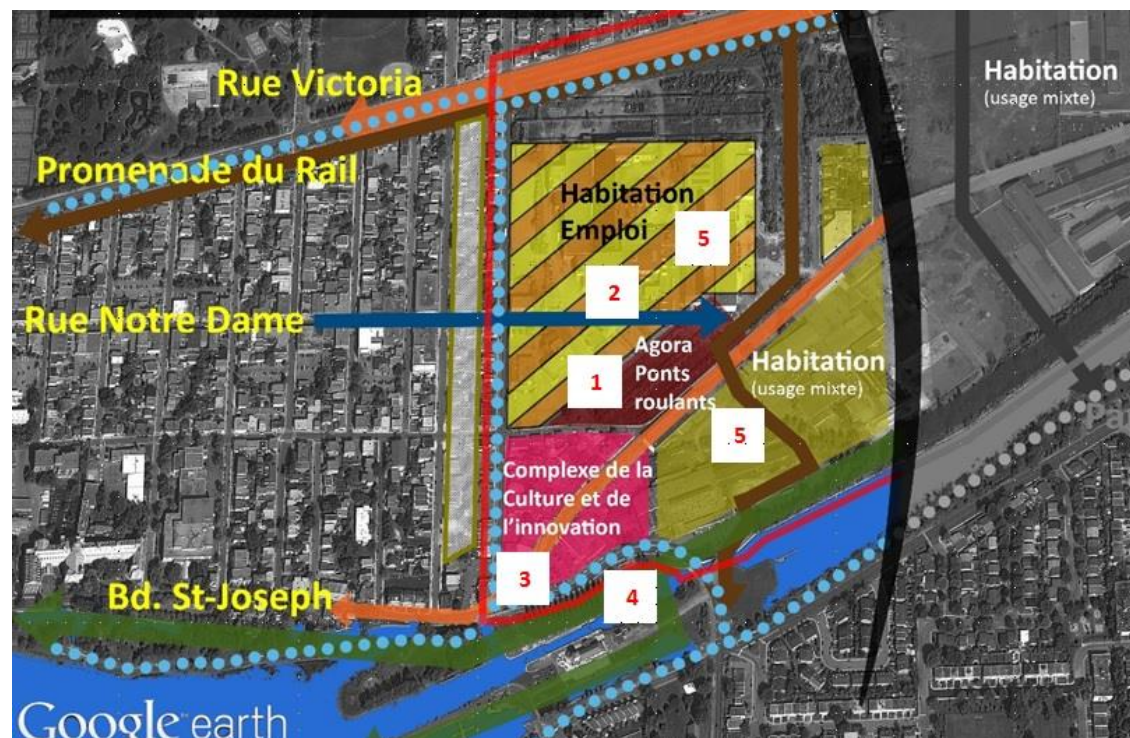 Rue Victoria
Habitation
(usage mixte)
Promenade du Rail
Habitation
Emploi
5
2
Rue Notre Dame
Agora
Ponts
roulants
1
Habitation
(usage mixte)
5
Complexe de la
Culture et de
l'innovation
3
4
Bd. St-Joseph
Google earth